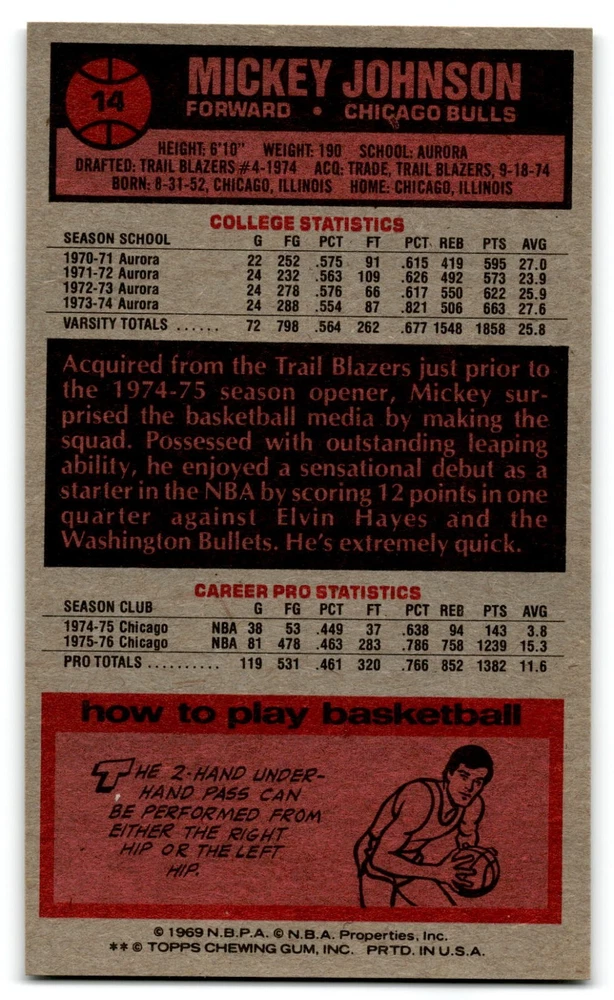 14
MICKEY JOHNSON
FORWARD • CHICAGO BULLS
HEIGHT: 6'10" WEIGHT: 190 SCHOOL: AURORA
DRAFTED: TRAIL BLAZERS #4-1974 ACQ: TRADE, TRAIL BLAZERS, 9-18-74
BORN: 8-31-52, CHICAGO, ILLINOIS HOME: CHICAGO, ILLINOIS
COLLEGE STATISTICS
SEASON SCHOOL G FG PCT FT PCT. REB PTS AVG
1970-71 Aurora 22 252 .575 91 .615 419 595 27.0
1971-72 Aurora 24 232 .563 109 .626 492 573 23.9
1972-73 Aurora 24 278 .576 66 .617 550 622 25.9
1973-74 Aurora 24 288 .554 87 .821 506 663 27.6
VARSITY TOTALS ...... 72 798 .564 262 .677 1548 1858 25.8
Acquired from the Trail Blazers just prior to
the 1974-75 season opener, Mickey sur-
prised the basketball media by making the
squad. Possessed with outstanding leaping
ability, he enjoyed a sensational debut as a
starter in the NBA by scoring 12 points in one
quarter against Elvin Hayes and the
Washington Bullets. He's extremely quick.
CAREER PRO STATISTICS
SEASON CLUB G FG PCT FT PCT REB PTS AVG
1974-75 Chicago NBA 38 53 .449 37 .638 94 143 3.8
1975-76 Chicago NBA 81 478 .463 283 .786 758 1239 15.3
PRO TOTALS .......... 119 531 .461 320 .766 852 1382 11.6
how to play basketball
THE 2-HAND UNDER-
HAND PASS CAN
BE PERFORMED FROM
EITHER THE RIGHT
HIP OR THE LEFT
HIP.
© 1969 N.B.P.A. © N.B.A. Properties, Inc.
** © TOPPS CHEWING GUM, INC. PRTD. IN U.S.A.